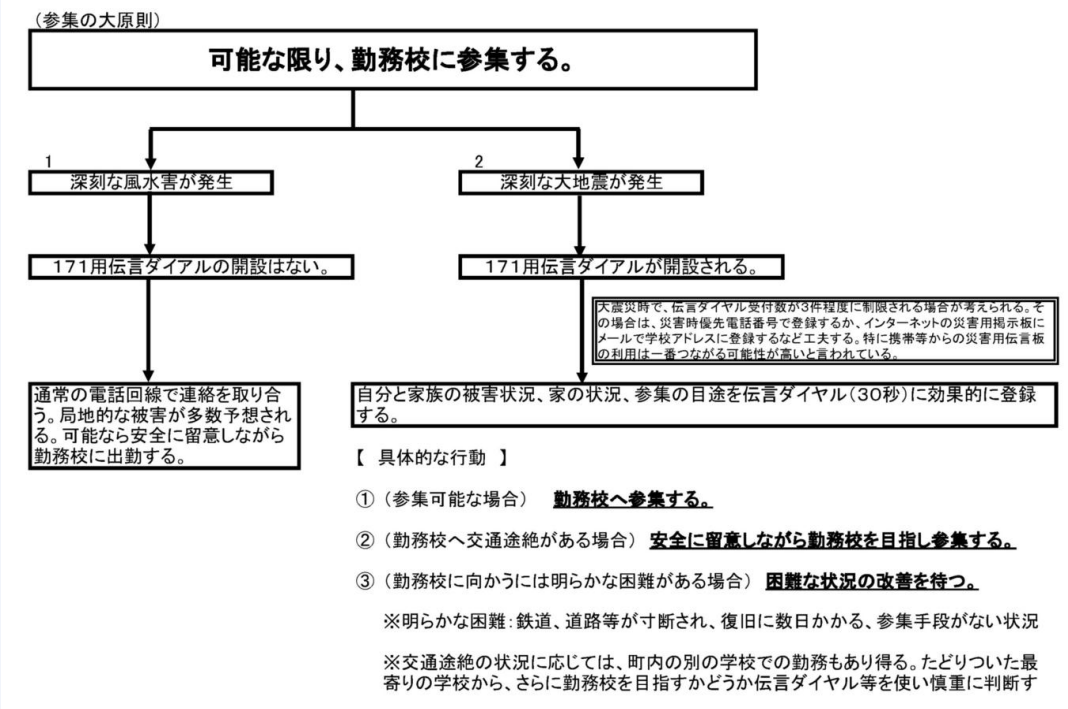 （参集の大原則）
可能な限り、勤務校に参集する。
1
深刻な風水害が発生
2
深刻な大地震が発生
１７１用伝言ダイアルの開設はない。
１７１用伝言ダイアルが開設される。
大震災時で、伝言ダイヤル受付数が３件程度に制限される場合が考えられる。そ
の場合は、災害時優先電話番号で登録するか、インターネットの災害用掲示板に
メールで学校アドレスに登録するなど工夫する。特に携帯等からの災害用伝言板
の利用は一番つながる可能性が高いと言われている。
通常の電話回線で連絡を取り合
う。局地的な被害が多数予想され
る。可能なら安全に留意しながら
勤務校に出勤する。
自分と家族の被害状況、家の状況、参集の目途を伝言ダイヤル（３０秒）に効果的に登録
する。
【　具体的な行動　】
①（参集可能な場合）　勤務校へ参集する。
②（勤務校へ交通途絶がある場合）　安全に留意しながら勤務校を目指し参集する。
③（勤務校に向かうには明らかな困難がある場合）　困難な状況の改善を待つ。
※明らかな困難：鉄道、道路等が寸断され、復旧に数日かかる、参集手段がない状況
※交通途絶の状況に応じては、町内の別の学校での勤務もあり得る。たどりついた最
寄りの学校から、さらに勤務校を目指すかどうか伝言ダイヤル等を使い慎重に判断す